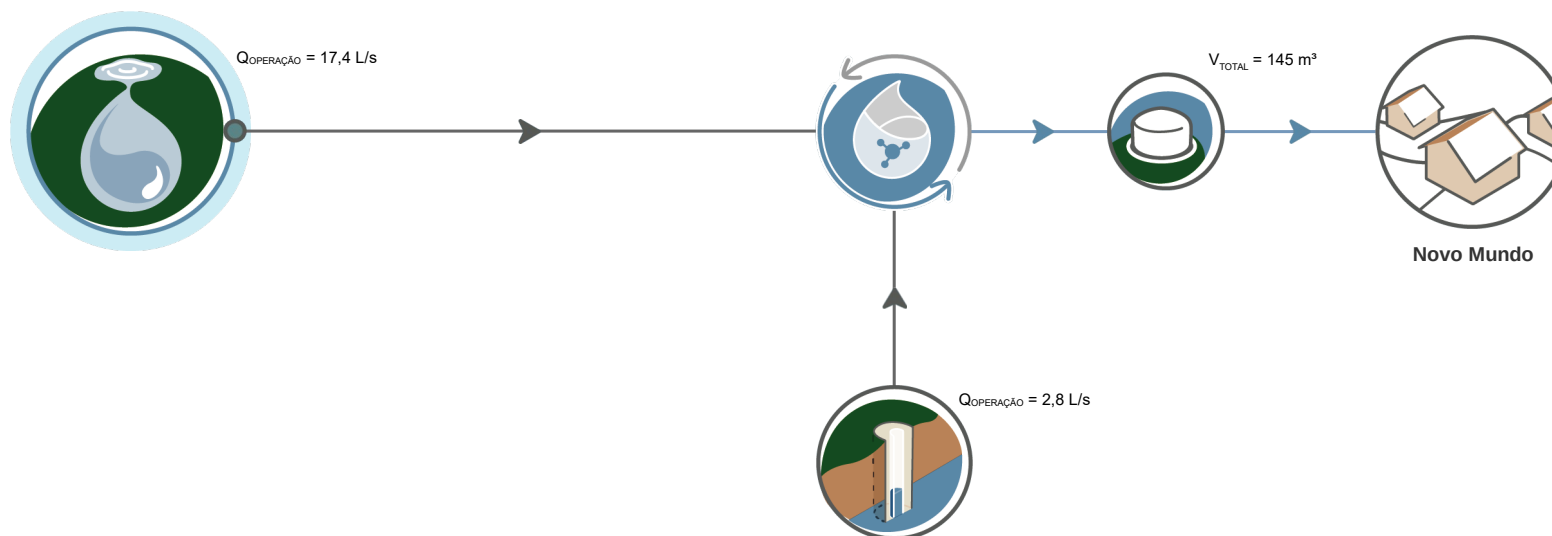 QOPERAÇÃO = 17,4 L/s
VTOTAL = 145 m³
Novo Mundo
QOPERAÇÃO = 2,8 L/s